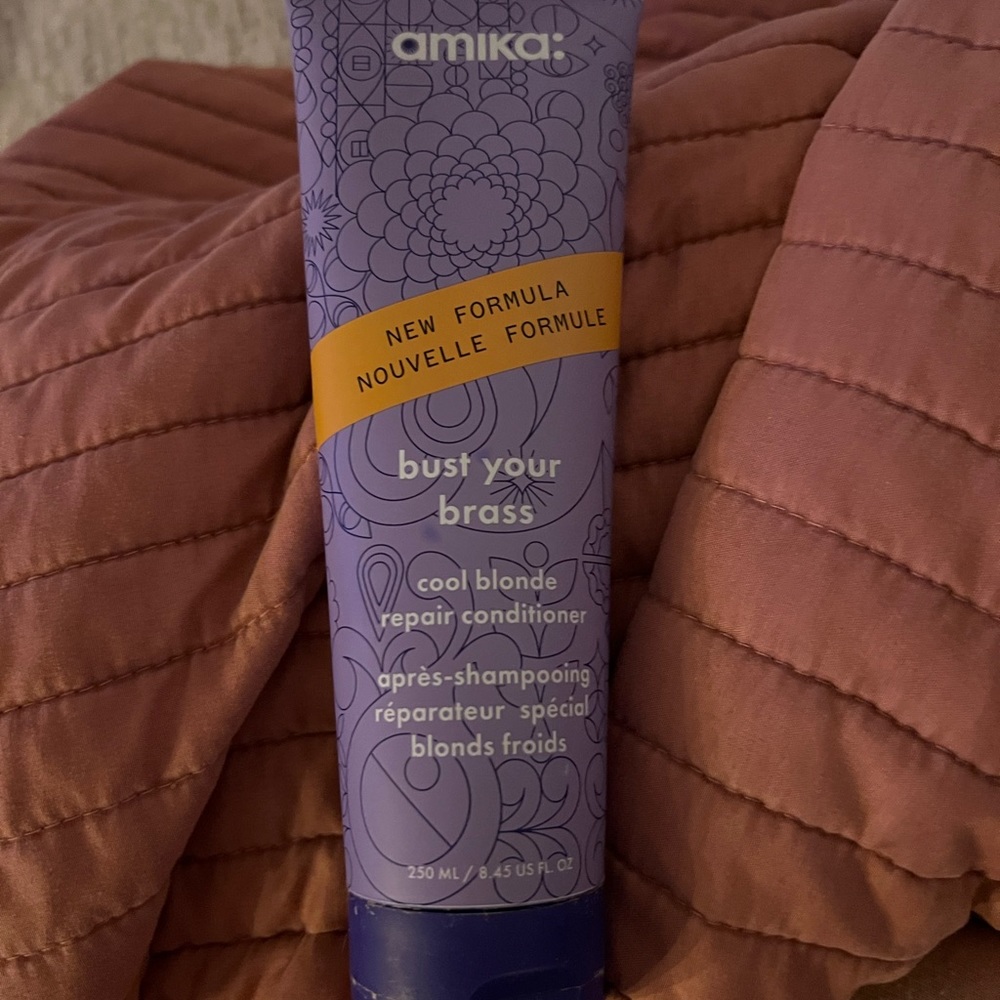 amika:
NEW FORMULA
NOUVELLE FORMULE
bust your
brass
cool blonde
repair conditioner
après-shampooing
réparateur spécial
blonds froids
250 ML / 8.45 US FL. OZ